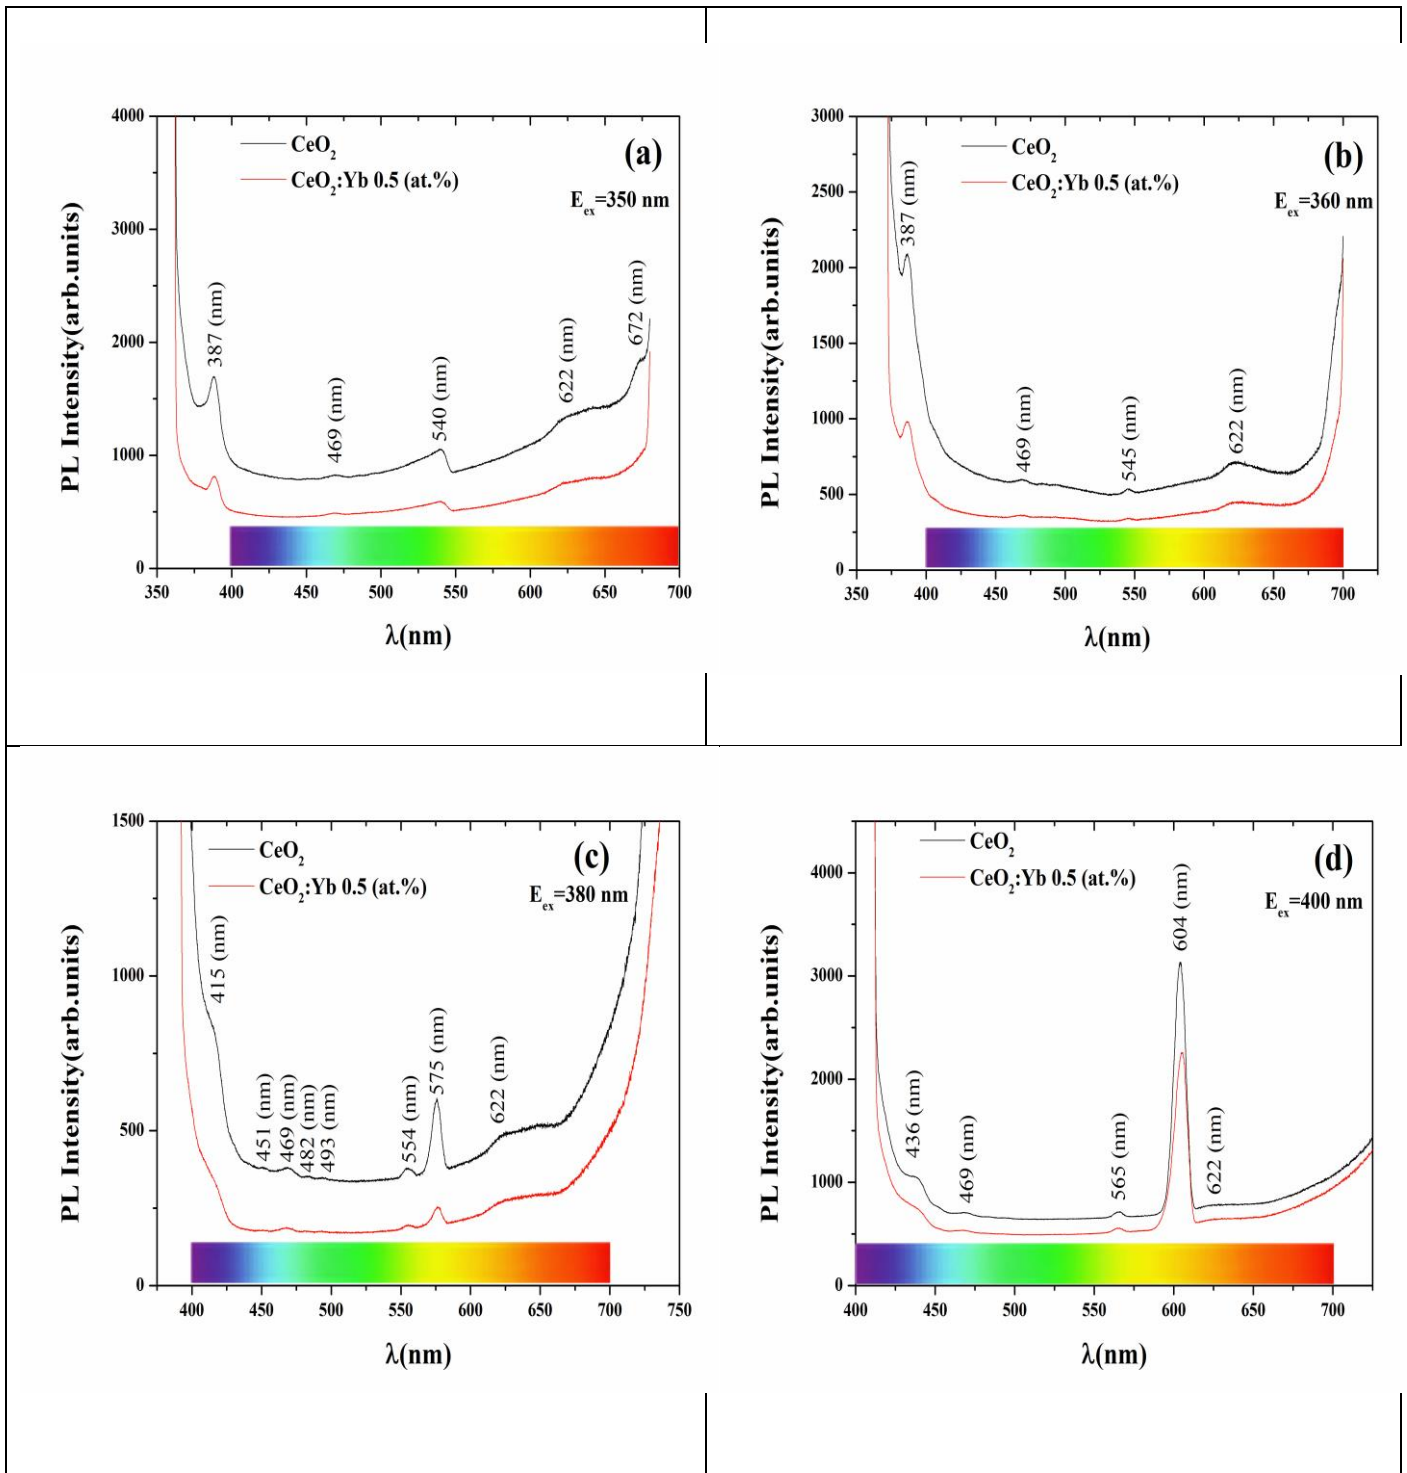 4000
3000
2000
1000
0
PL Intensity(arb.units)
CeO2
CeO2:Yb 0.5 (at.%)
(a)
Eex=350 nm
387 (nm)
469 (nm)
540 (nm)
622 (nm)
672 (nm)
350 400 450 500 550 600 650 700
λ(nm)
3000
2500
2000
1500
1000
500
0
PL Intensity(arb.units)
CeO2
CeO2:Yb 0.5 (at.%)
(b)
Eex=360 nm
387 (nm)
469 (nm)
545 (nm)
622 (nm)
350 400 450 500 550 600 650 700
λ(nm)
1500
1000
500
0
PL Intensity(arb.units)
CeO2
CeO2:Yb 0.5 (at.%)
(c)
Eex=380 nm
415 (nm)
451 (nm)
469 (nm)
482 (nm)
493 (nm)
554 (nm)
575 (nm)
622 (nm)
400 450 500 550 600 650 700 750
λ(nm)
4000
3000
2000
1000
0
PL Intensity(arb.units)
CeO2
CeO2:Yb 0.5 (at.%)
(d)
Eex=400 nm
436 (nm)
469 (nm)
565 (nm)
604 (nm)
622 (nm)
400 450 500 550 600 650 700
λ(nm)